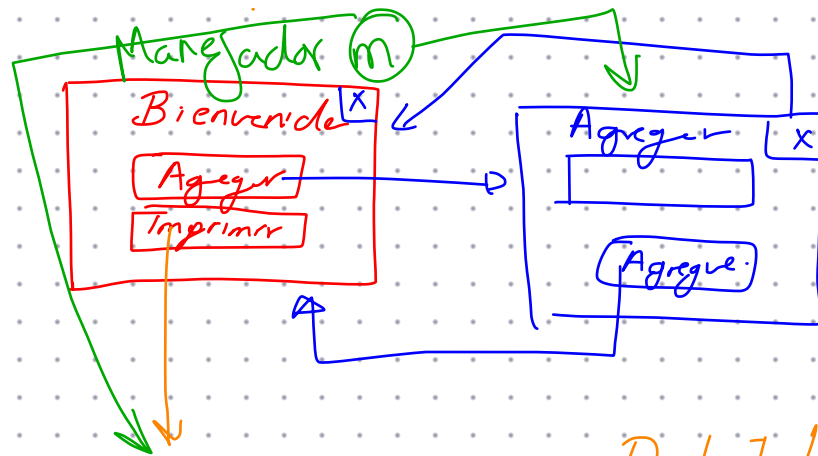 Manejador m
Bienvenido X
Agregar
Imprimir
Agregar X
Agregue.